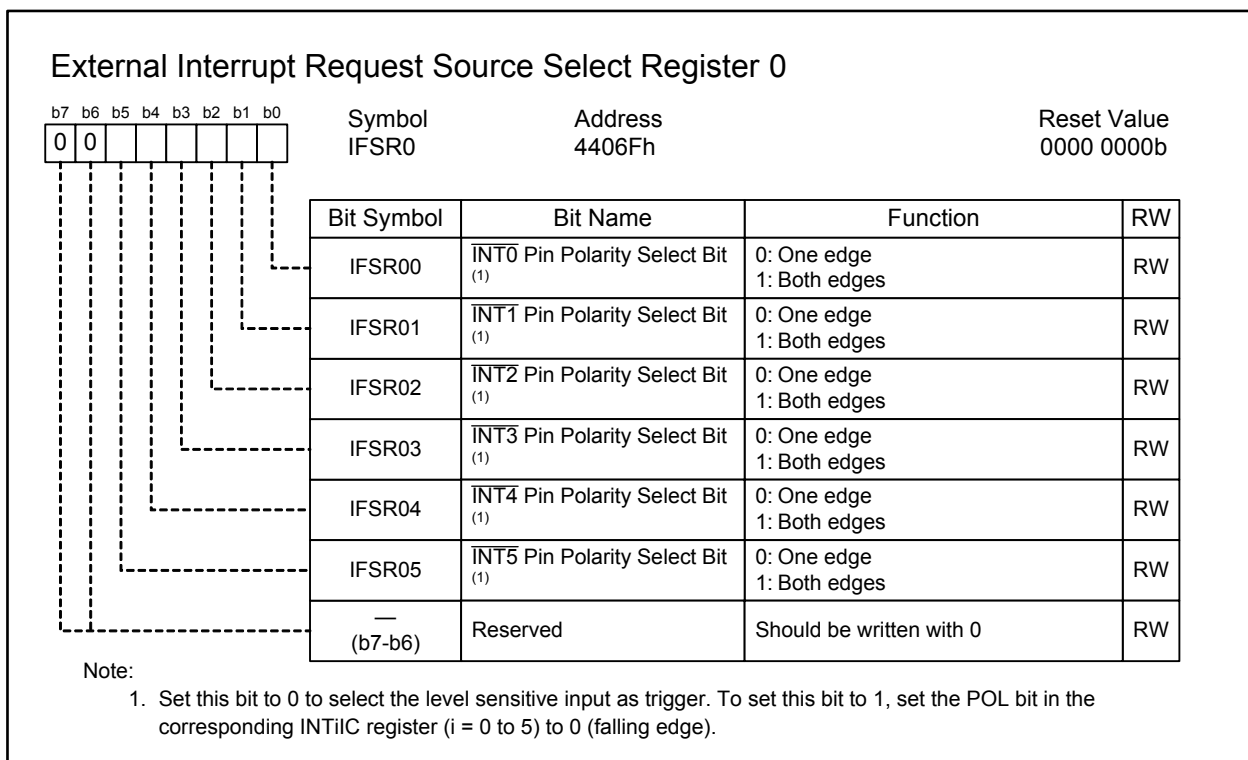 External Interrupt Request Source Select Register 0
b7 b6 b5 b4 b3 b2 b1 b0
0 0
Symbol Address Reset Value
IFSR0 4406Fh 0000 0000b
Bit Symbol Bit Name Function RW
IFSR00 INT0 Pin Polarity Select Bit (1) 0: One edge
1: Both edges RW
IFSR01 INT1 Pin Polarity Select Bit (1) 0: One edge
1: Both edges RW
IFSR02 INT2 Pin Polarity Select Bit (1) 0: One edge
1: Both edges RW
IFSR03 INT3 Pin Polarity Select Bit (1) 0: One edge
1: Both edges RW
IFSR04 INT4 Pin Polarity Select Bit (1) 0: One edge
1: Both edges RW
IFSR05 INT5 Pin Polarity Select Bit (1) 0: One edge
1: Both edges RW
—
(b7-b6) Reserved Should be written with 0 RW
Note:
1. Set this bit to 0 to select the level sensitive input as trigger. To set this bit to 1, set the POL bit in the
corresponding INTiIC register (i = 0 to 5) to 0 (falling edge).